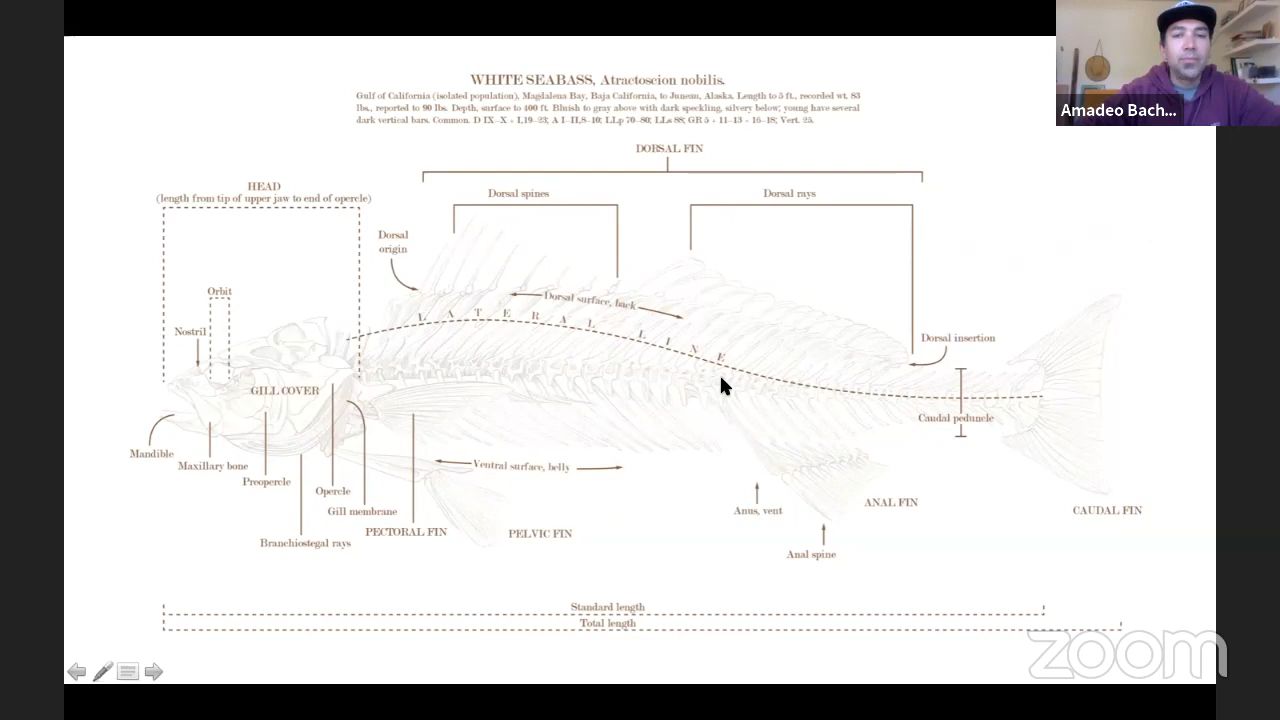 WHITE SEABASS, Atractoscion nobilis.
Gulf of California (isolated population), Magdalena Bay, Baja California, to Juneau, Alaska. Length to 5 ft., recorded wt. 83
lbs., reported to 90 lbs. Depth, surface to 400 ft. Bluish to gray above with dark speckling, silvery below; young have several
dark vertical bars. Common. D IX–X + I,19–23; A I–II,8–10; LLp 70–80; LLs 88; GR 5 + 11–13 = 16–18; Vert. 25.
Amadeo Bach...
DORSAL FIN
HEAD
(length from tip of upper jaw to end of opercle)
Dorsal spines
Dorsal rays
Dorsal
origin
Orbit
Dorsal surface, back
LATERAL LINE
Nostril
Dorsal insertion
GILL COVER
Caudal peduncle
Mandible
Maxillary bone
Ventral surface, belly
Preopercle
Opercle
Gill membrane
Anus, vent
ANAL FIN
CAUDAL FIN
PECTORAL FIN
PELVIC FIN
Branchiostegal rays
Anal spine
Standard length
Total length
zoom